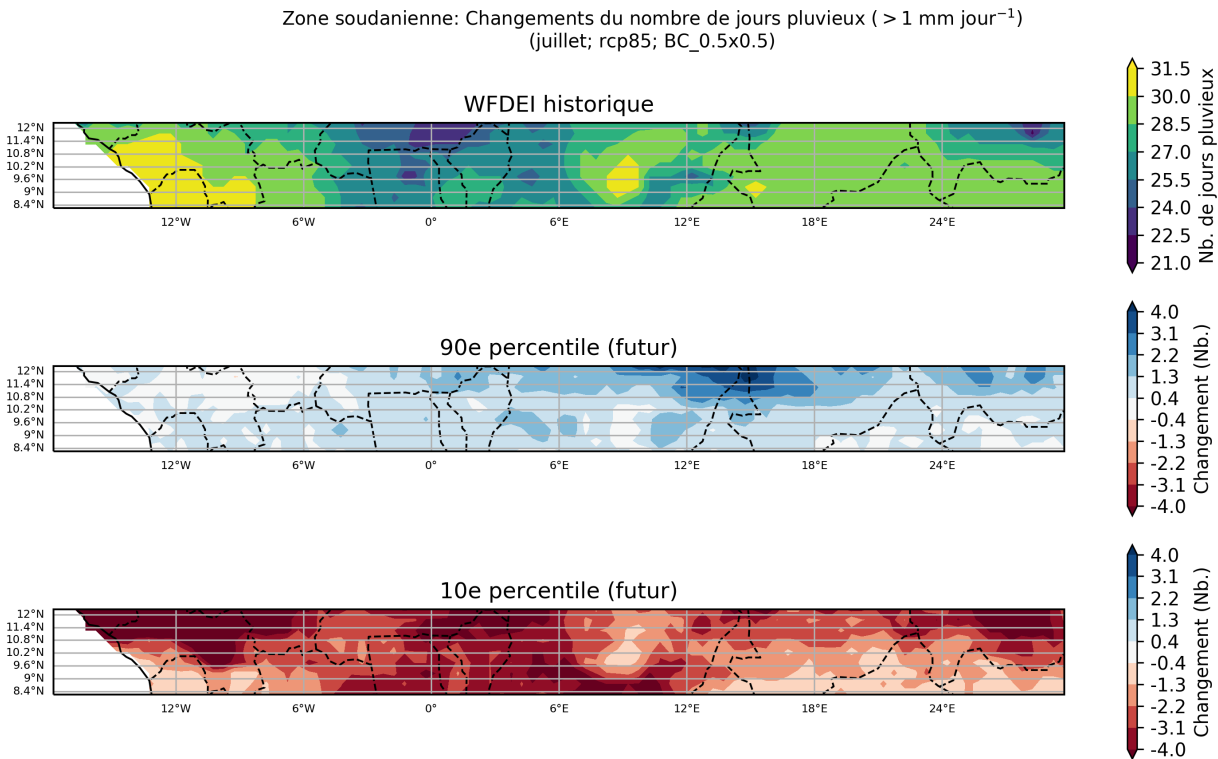 Zone soudanienne: Changements du nombre de jours pluvieux ( > 1 mm jour⁻¹)
(juillet; rcp85; BC_0.5x0.5)
WFDEI historique
12°N
11.4°N
10.8°N
10.2°N
9.6°N
9°N
8.4°N
12°W 6°W 0° 6°E 12°E 18°E 24°E
31.5
30.0
28.5
27.0
25.5
24.0
22.5
21.0
Nb. de jours pluvieux
90e percentile (futur)
12°N
11.4°N
10.8°N
10.2°N
9.6°N
9°N
8.4°N
12°W 6°W 0° 6°E 12°E 18°E 24°E
4.0
3.1
2.2
1.3
0.4
-0.4
-1.3
-2.2
-3.1
-4.0
Changement (Nb.)
10e percentile (futur)
12°N
11.4°N
10.8°N
10.2°N
9.6°N
9°N
8.4°N
12°W 6°W 0° 6°E 12°E 18°E 24°E
4.0
3.1
2.2
1.3
0.4
-0.4
-1.3
-2.2
-3.1
-4.0
Changement (Nb.)